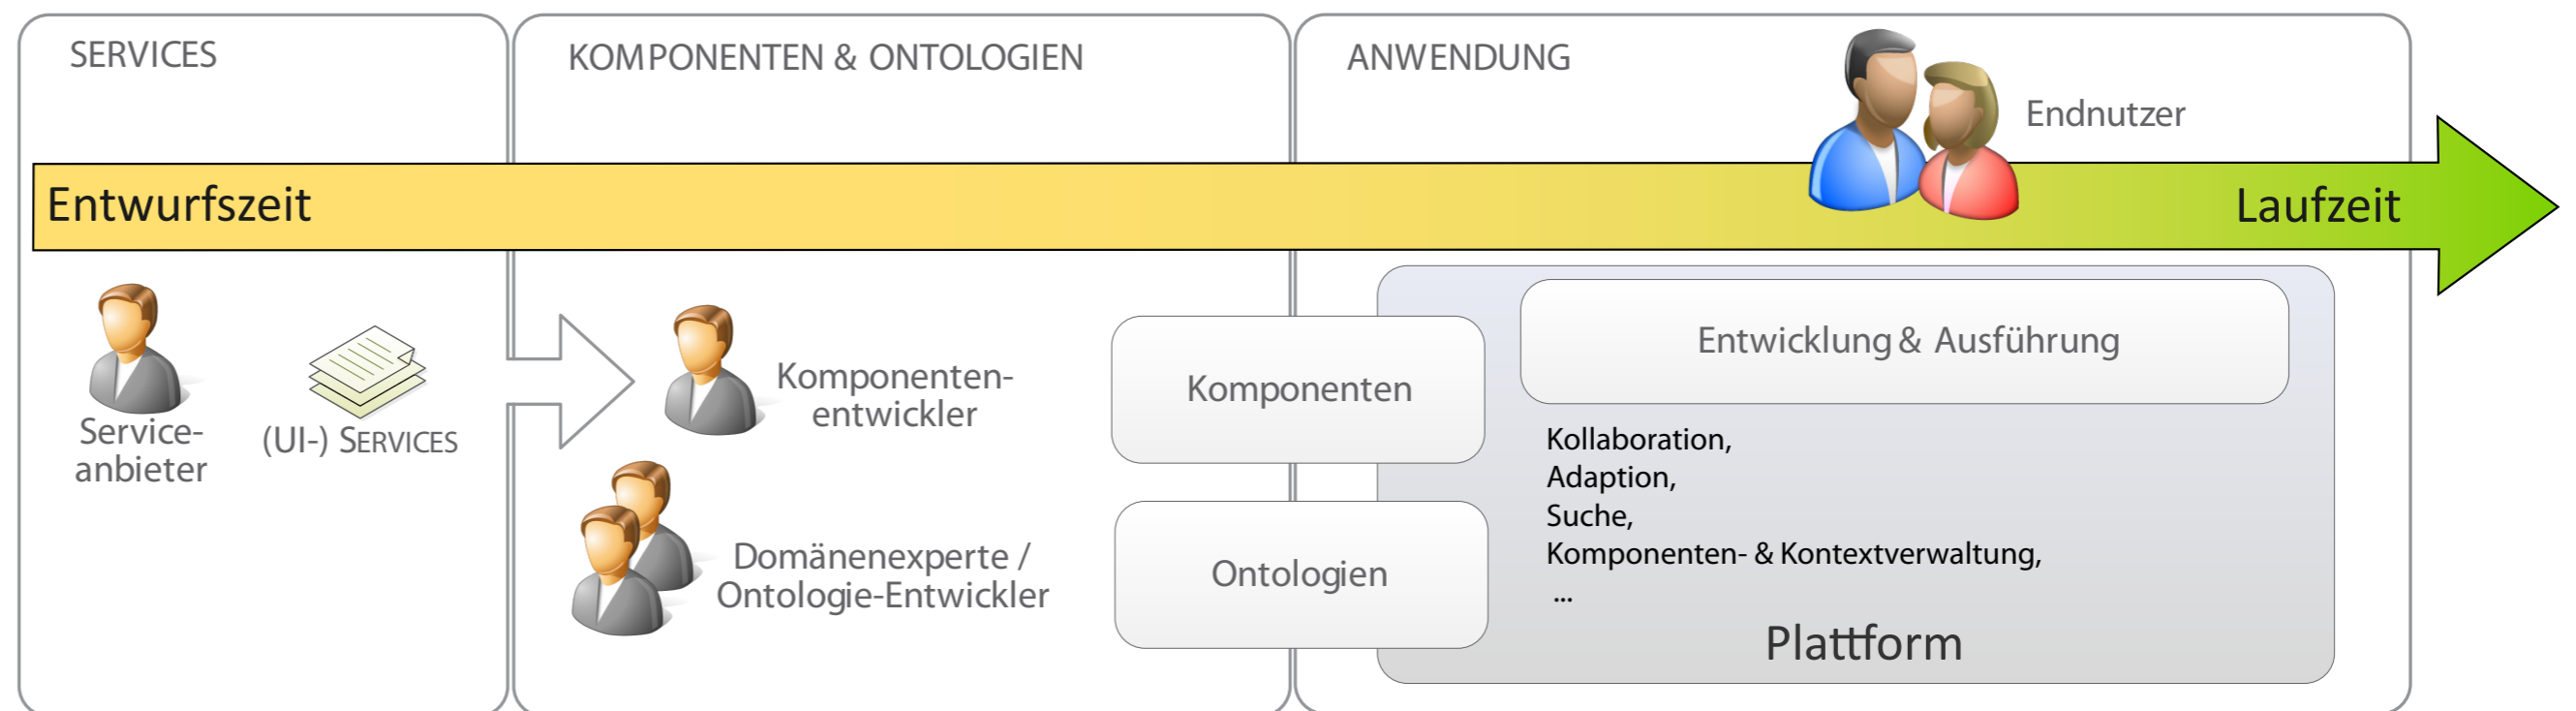 SERVICES
KOMPONENTEN & ONTOLOGIEN
ANWENDUNG
Endnutzer
Entwurfszeit
Laufzeit
Service-
anbieter
(UI-) SERVICES
Komponenten-
entwickler
Domänenexperte /
Ontologie-Entwickler
Komponenten
Ontologien
Entwicklung & Ausführung
Kollaboration,
Adaption,
Suche,
Komponenten- & Kontextverwaltung,
...
Plattform